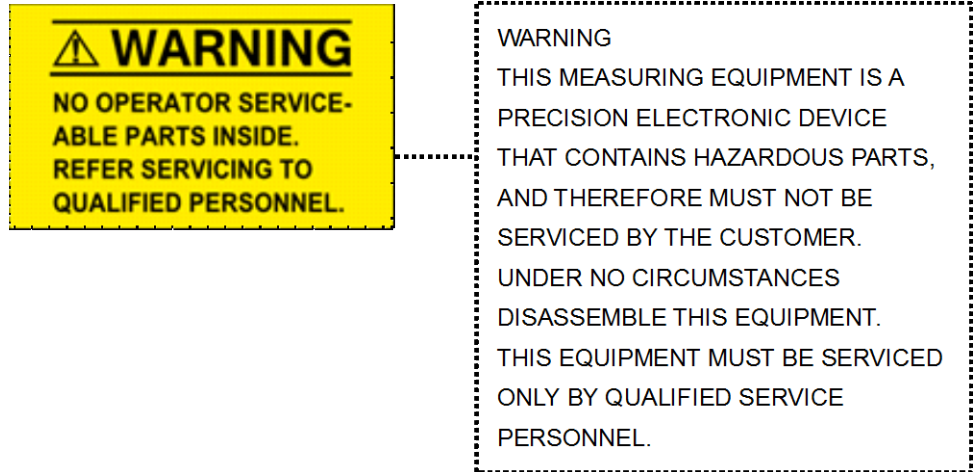 ⚠ WARNING
NO OPERATOR SERVICE-
ABLE PARTS INSIDE.
REFER SERVICING TO
QUALIFIED PERSONNEL.
WARNING
THIS MEASURING EQUIPMENT IS A
PRECISION ELECTRONIC DEVICE
THAT CONTAINS HAZARDOUS PARTS,
AND THEREFORE MUST NOT BE
SERVICED BY THE CUSTOMER.
UNDER NO CIRCUMSTANCES
DISASSEMBLE THIS EQUIPMENT.
THIS EQUIPMENT MUST BE SERVICED
ONLY BY QUALIFIED SERVICE
PERSONNEL.